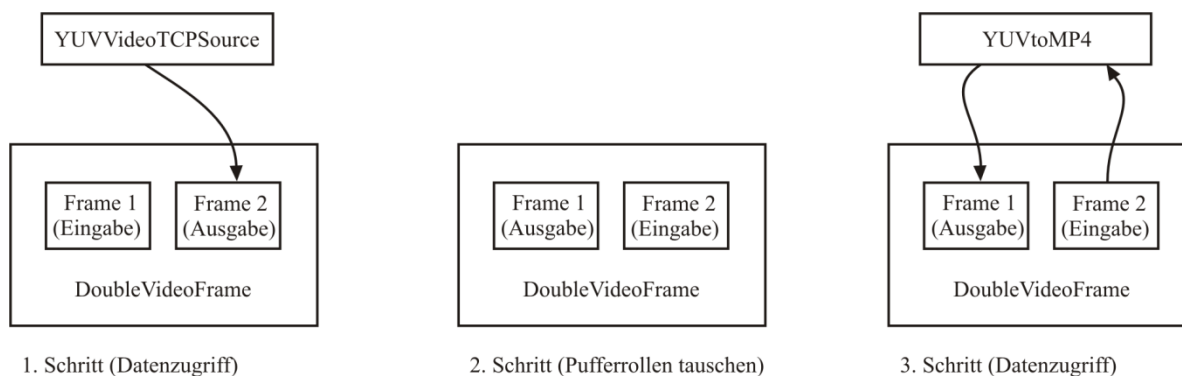 YUVVideoTCPSource
Frame 1
(Eingabe)
Frame 2
(Ausgabe)
DoubleVideoFrame
1. Schritt (Datenzugriff)
Frame 1
(Ausgabe)
Frame 2
(Eingabe)
DoubleVideoFrame
2. Schritt (Pufferrollen tauschen)
YUVtoMP4
Frame 1
(Ausgabe)
Frame 2
(Eingabe)
DoubleVideoFrame
3. Schritt (Datenzugriff)